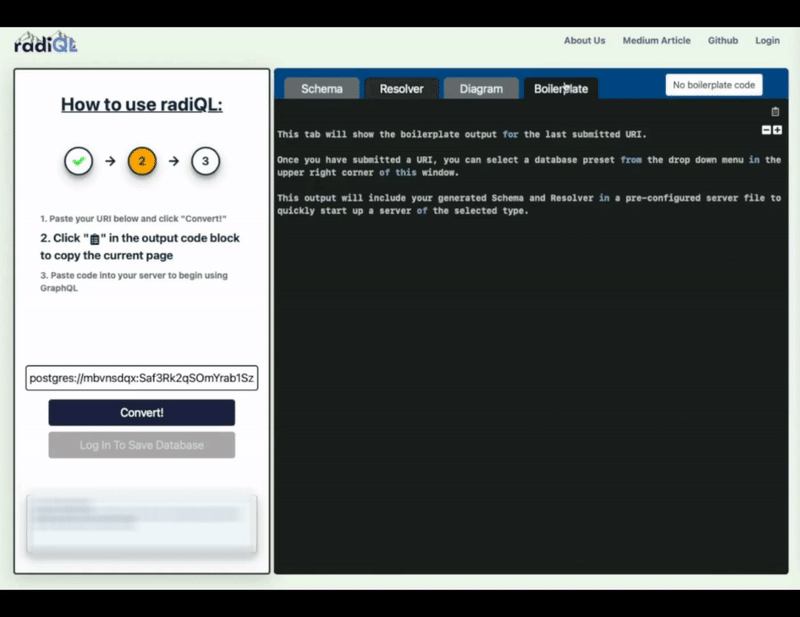 radiQL
About Us Medium Article Github Login
How to use radiQL:
2 3
1. Paste your URI below and click "Convert!"
2. Click "📋" in the output code block
to copy the current page
3. Paste code into your server to begin using
GraphQL
postgres://mbvnsdqx:Saf3Rk2qSOmYrab1Sz
Convert!
Log In To Save Database
Schema Resolver Diagram Boilerplate No boilerplate code
This tab will show the boilerplate output for the last submitted URI.
Once you have submitted a URI, you can select a database preset from the drop down menu in the
upper right corner of this window.
This output will include your generated Schema and Resolver in a pre-configured server file to
quickly start up a server of the selected type.